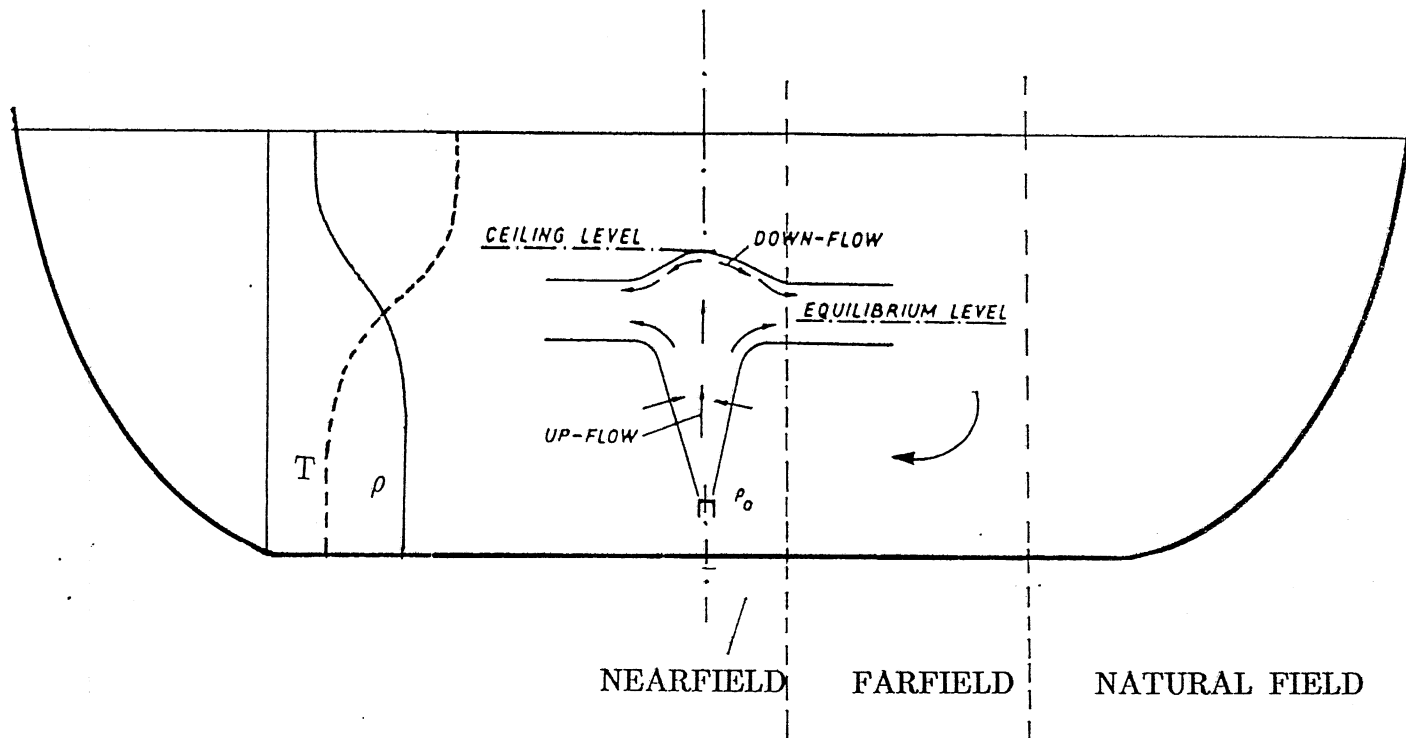 CEILING LEVEL
DOWN-FLOW
EQUILIBRIUM LEVEL
UP-FLOW
T
ρ
ρ₀
NEARFIELD
FARFIELD
NATURAL FIELD